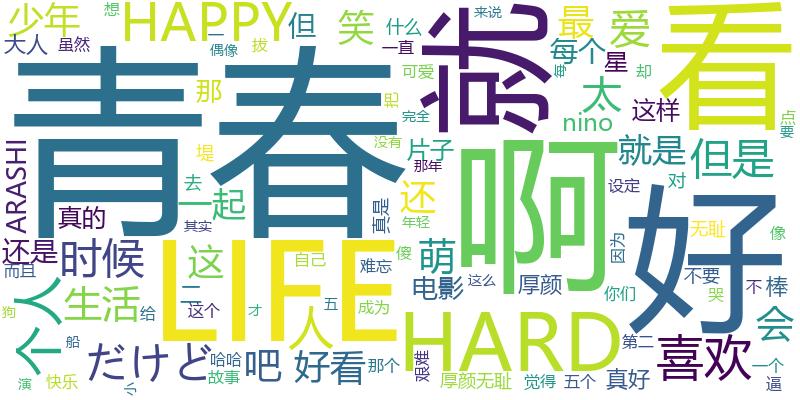 少年
想
HAPPY
但
笑
什么
最
爱
来说
看
大人
虽然
一
偶像
拔
一直
每个
星
却
就
可爱
每
太
这样
点
要
青春
那
把
完全
nino
啊
堤
没有
片子
就是
但是
ARASHI
去
一起
那年
设定
对
好
真的
其实
真是
年轻
还
无耻
像
还是
时候
这
自己
傻
萌
难忘
因为
不要
不
棒
而且
LIFE
二
电影
这么
厚颜
你们
哭
狗
个人
生活
给
这个
才
五
成为
人
HARD
会
船
だけど
哈哈
故事
吧
好看
那个
艰难
第二
喜欢
一个
演
快乐
小
厚颜无耻
觉得
五个
真好
逼